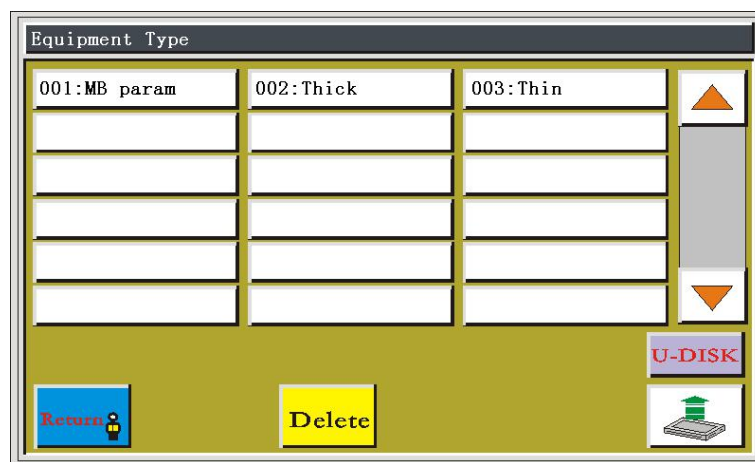 Equipment Type
001:MB param 002:Thick 003:Thin
U-DISK
Return Delete